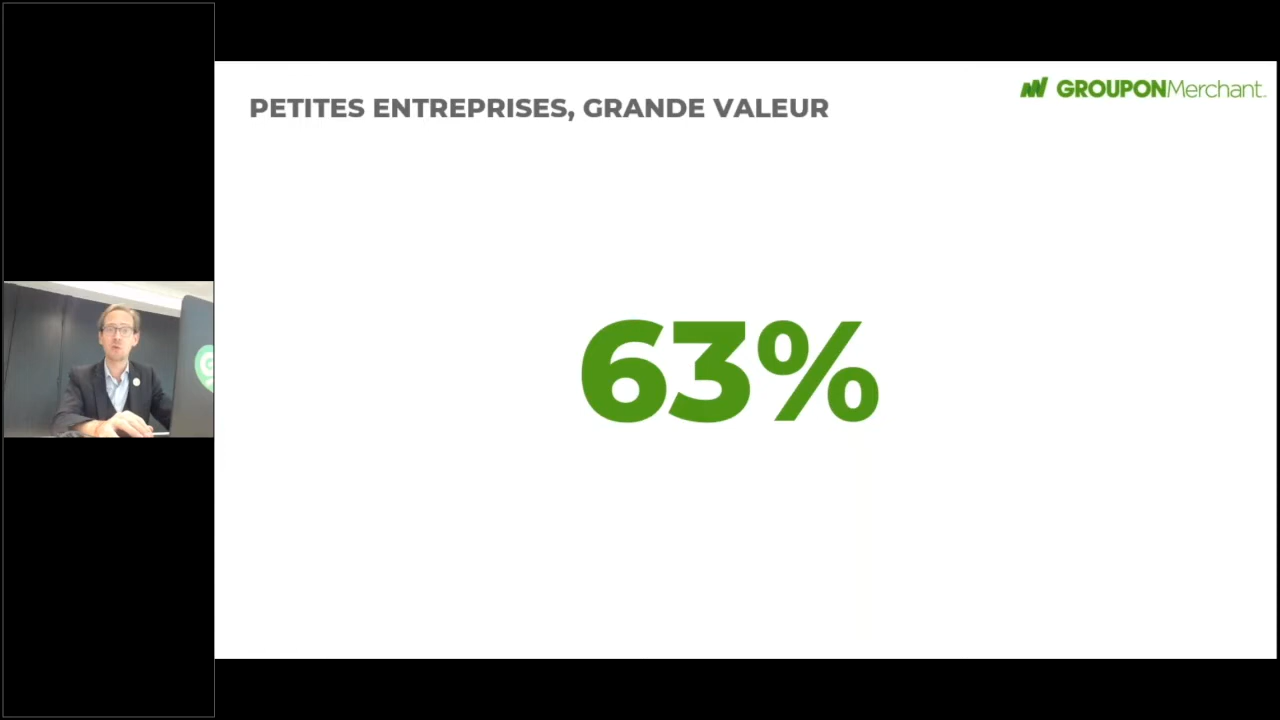 PETITES ENTREPRISES, GRANDE VALEUR
GROUPONMerchant
63%